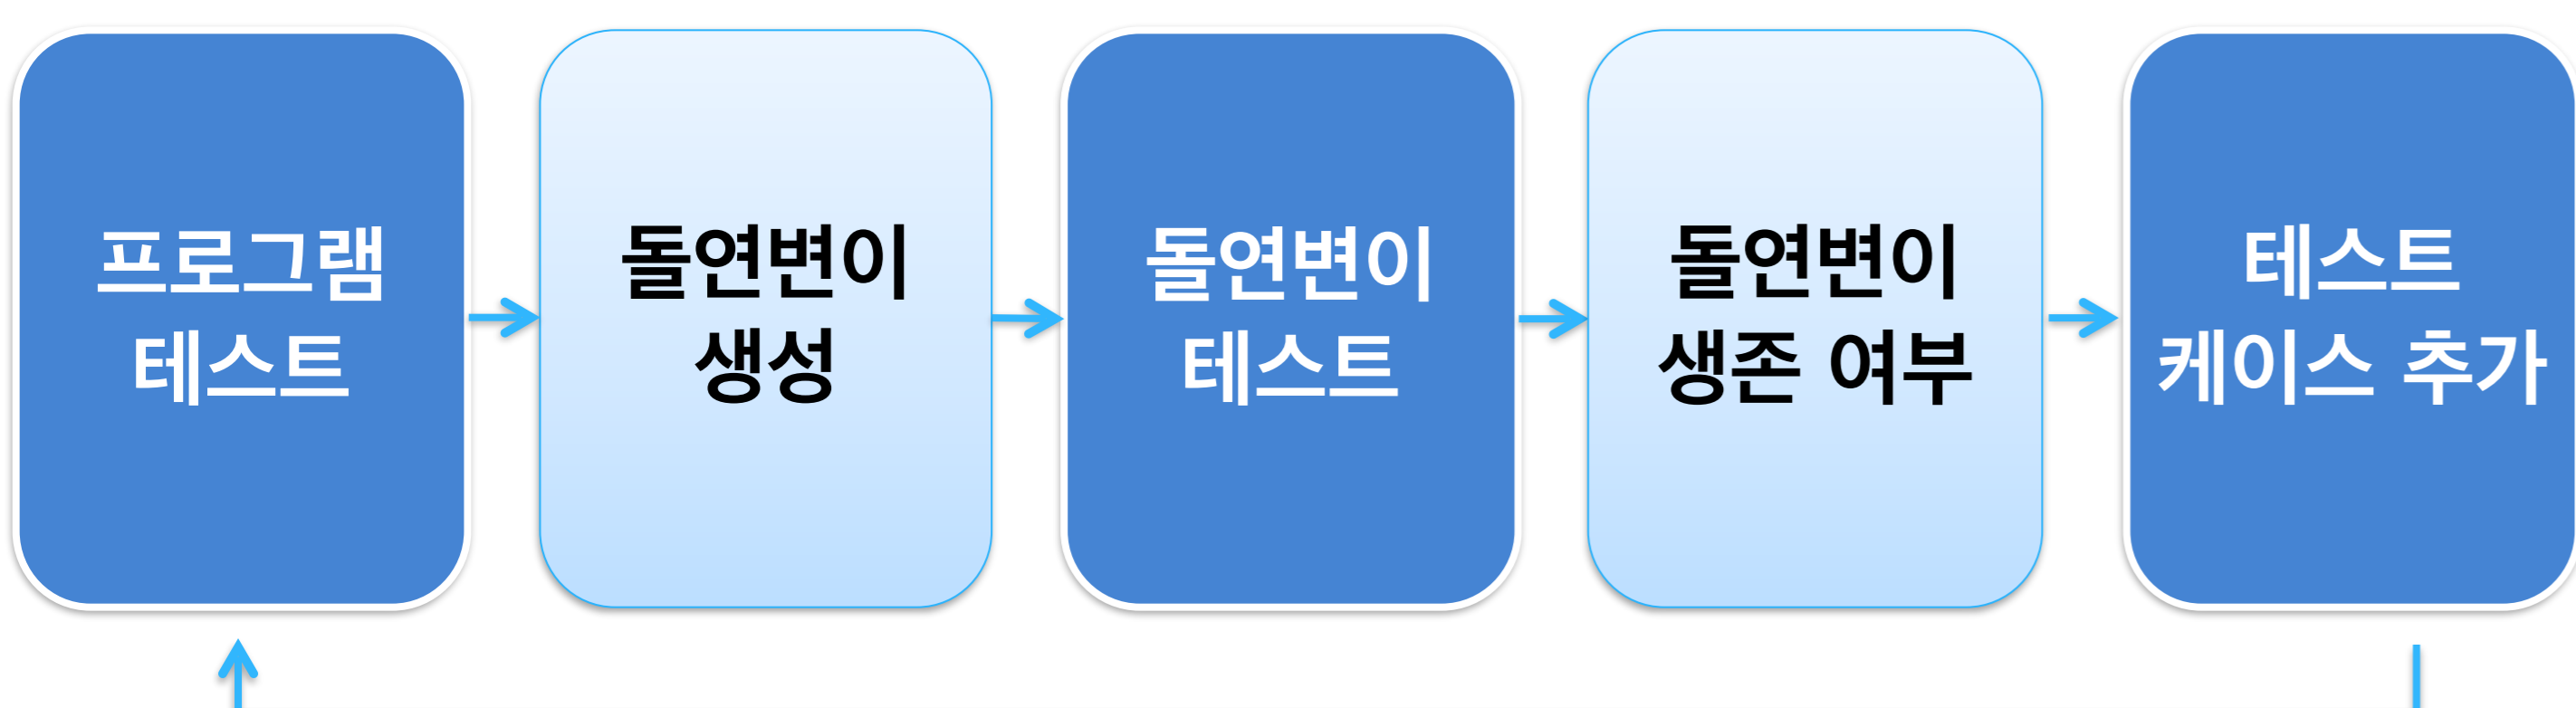 프로그램
테스트
돌연변이
생성
돌연변이
테스트
돌연변이
생존 여부
테스트
케이스 추가